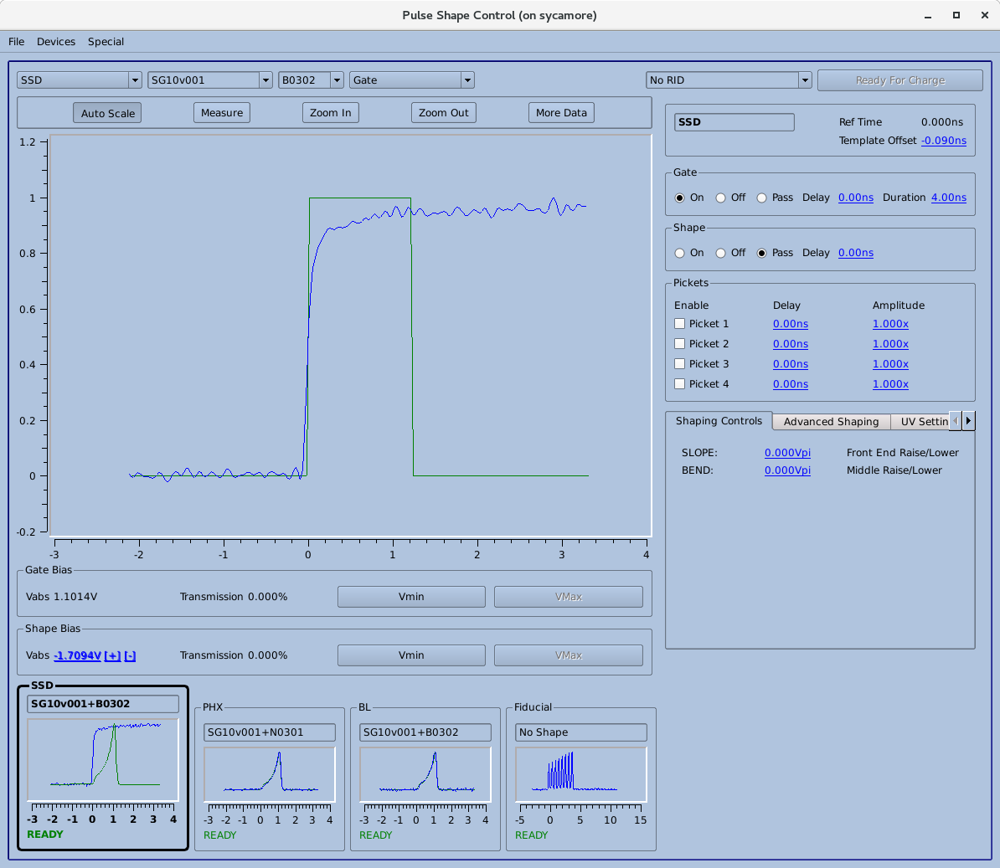 Pulse Shape Control (on sycamore)
File Devices Special
SSD SG10v001 B0302 Gate No RID Ready For Charge
Auto Scale Measure Zoom In Zoom Out More Data
SSD Ref Time 0.000ns
Template Offset -0.090ns
1.2
1
0.8
0.6
0.4
0.2
0
-0.2
-3 -2 -1 0 1 2 3 4
Gate
On Off Pass Delay 0.00ns Duration 4.00ns
Shape
On Off Pass Delay 0.00ns
Pickets
Enable Delay Amplitude
Picket 1 0.00ns 1.000x
Picket 2 0.00ns 1.000x
Picket 3 0.00ns 1.000x
Picket 4 0.00ns 1.000x
Shaping Controls Advanced Shaping UV Settin
SLOPE: 0.000Vpi Front End Raise/Lower
BEND: 0.000Vpi Middle Raise/Lower
Gate Bias
Vabs 1.1014V Transmission 0.000% Vmin VMax
Shape Bias
Vabs -1.7094V [+] [-] Transmission 0.000% Vmin VMax
SSD
SG10v001+B0302
-3 -2 -1 0 1 2 3 4
READY
PHX
SG10v001+N0301
-3 -2 -1 0 1 2 3 4
READY
BL
SG10v001+B0302
-3 -2 -1 0 1 2 3 4
READY
Fiducial
No Shape
-5 0 5 10 15
READY